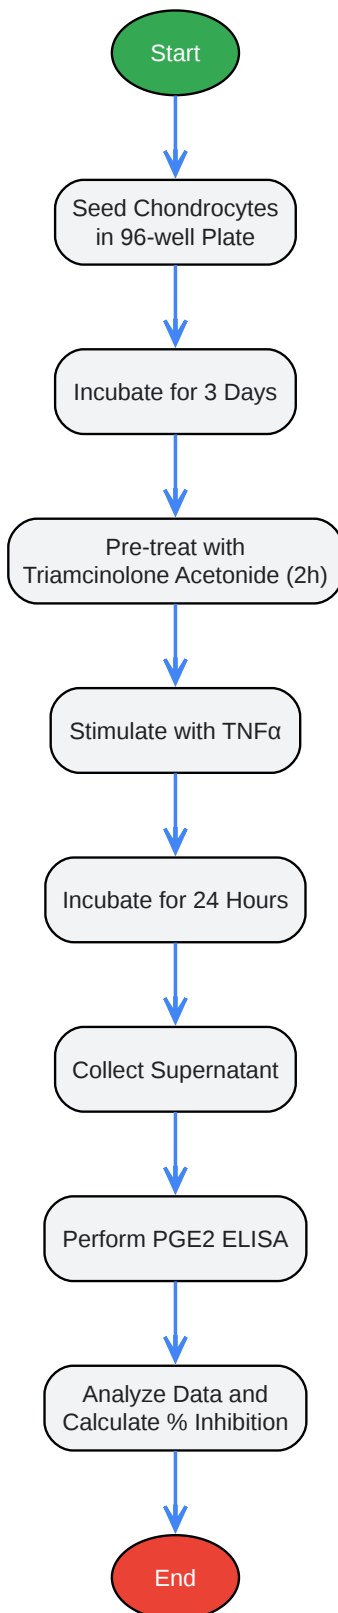 Start
Seed Chondrocytes
in 96-well Plate
Incubate for 3 Days
Pre-treat with
Triamcinolone Acetonide (2h)
Stimulate with TNFα
Incubate for 24 Hours
Collect Supernatant
Perform PGE2 ELISA
Analyze Data and
Calculate % Inhibition
End